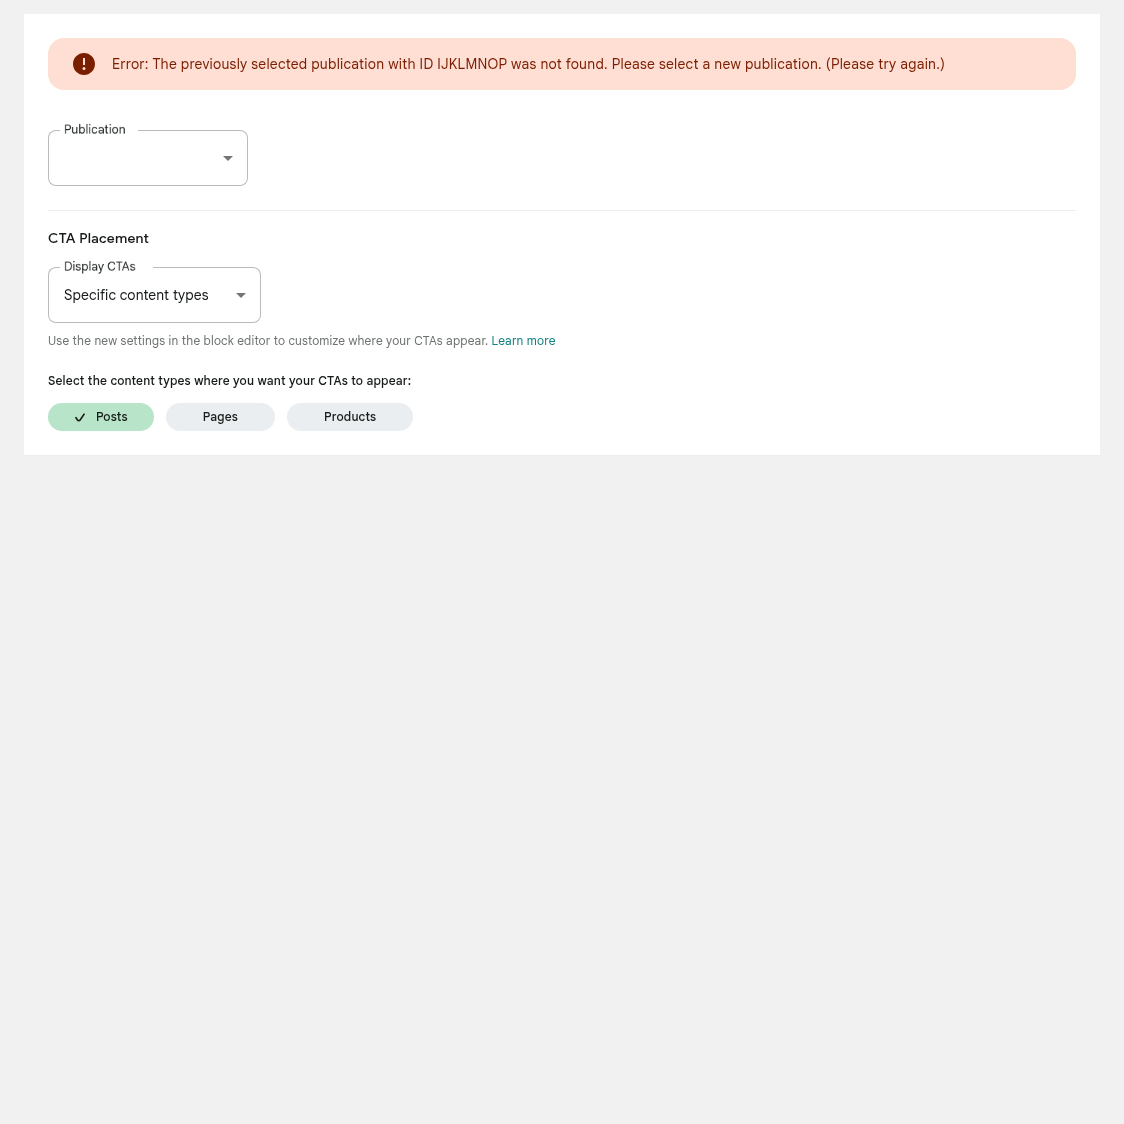 Error: The previously selected publication with ID IJKLMNOP was not found. Please select a new publication. (Please try again.)
Publication
CTA Placement
Display CTAs
Specific content types
Use the new settings in the block editor to customize where your CTAs appear. Learn more
Select the content types where you want your CTAs to appear:
Posts
Pages
Products